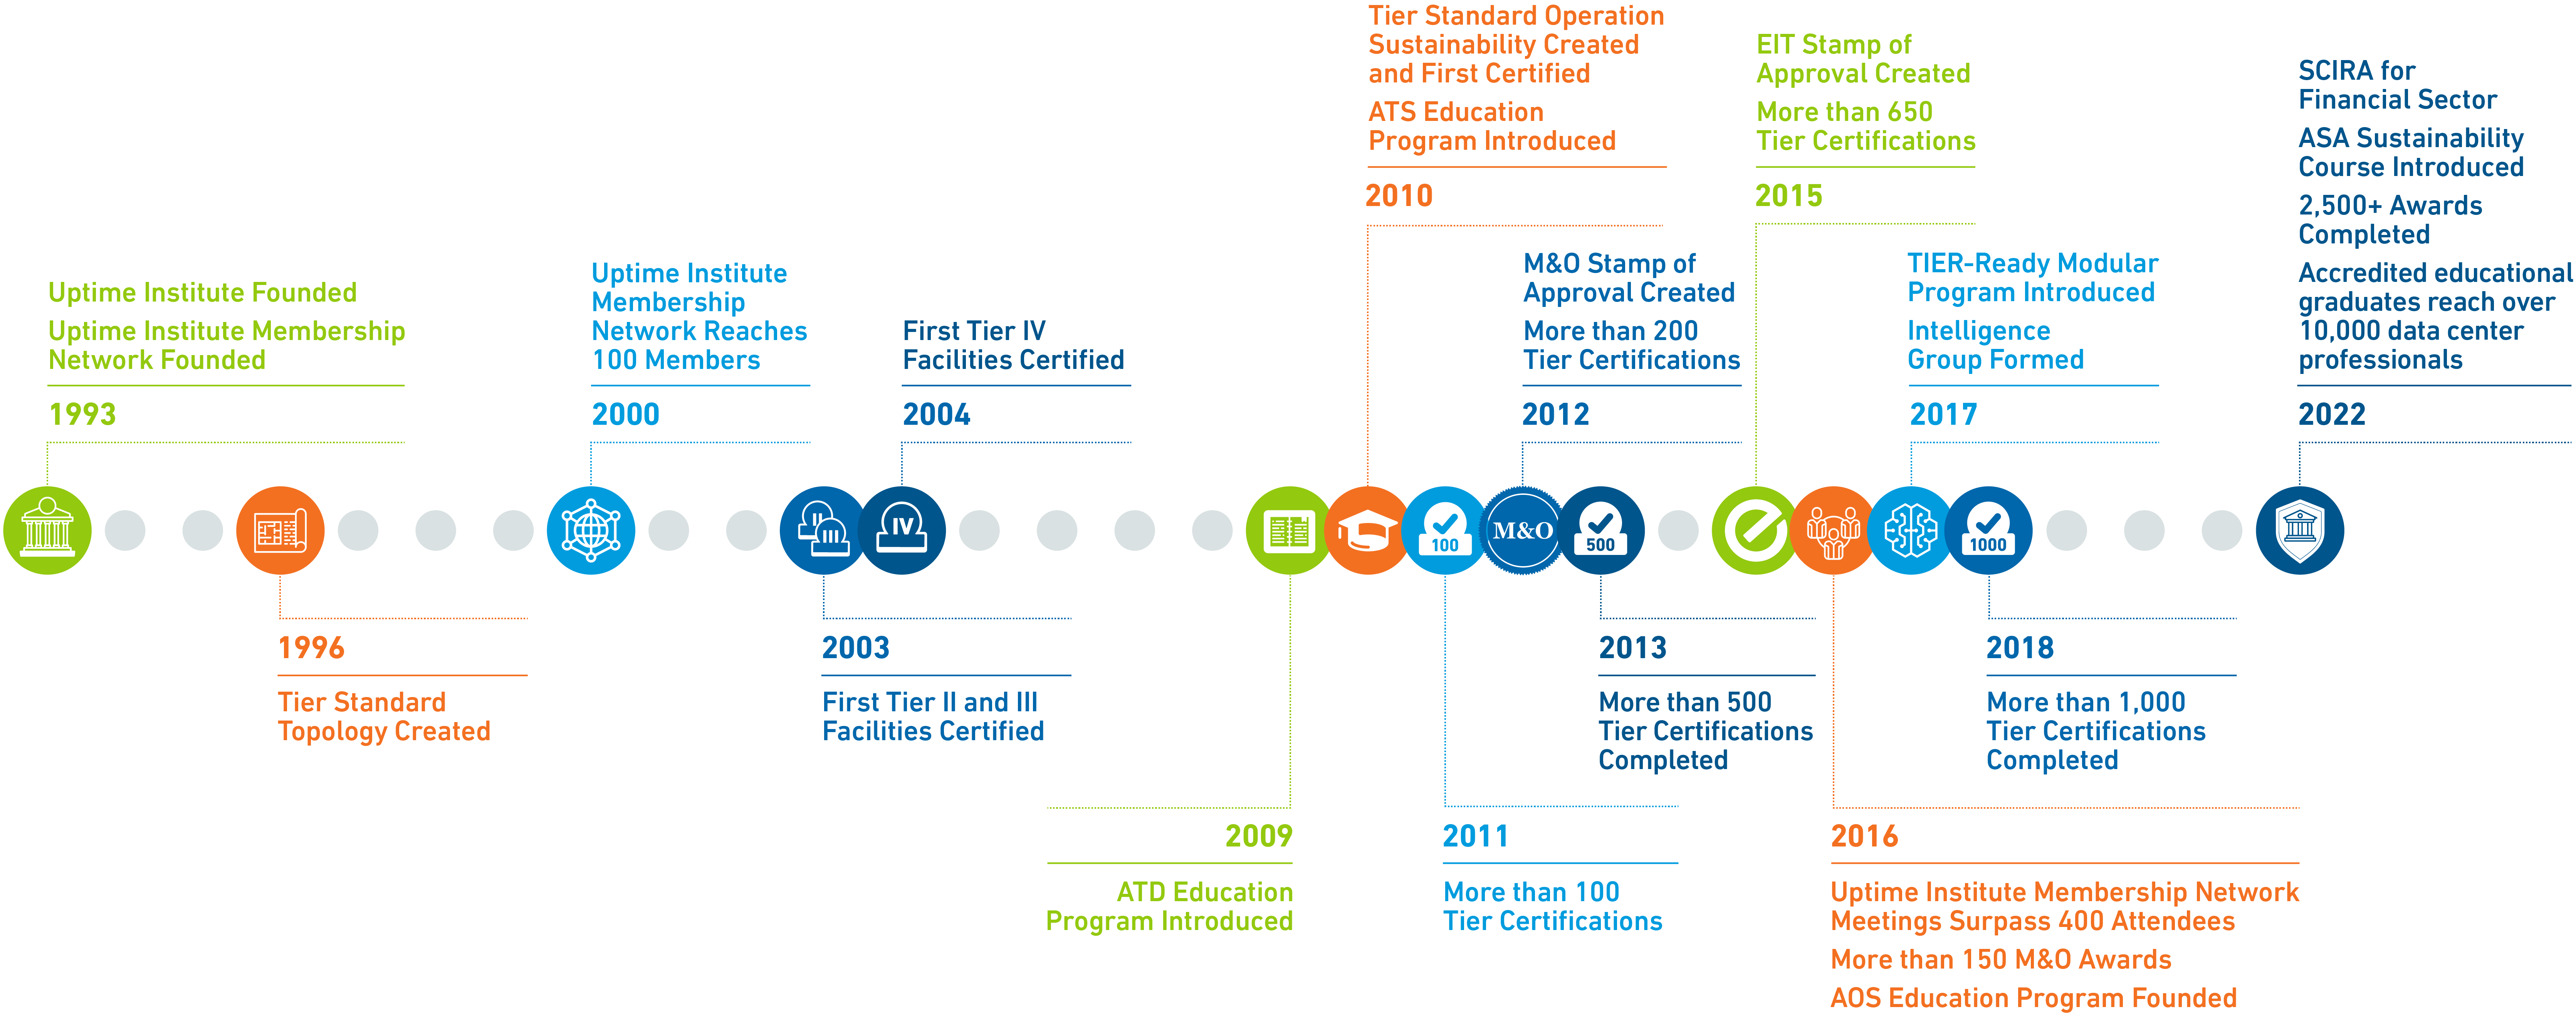 Uptime Institute Founded
Uptime Institute Membership
Network Founded
1993
1996
Tier Standard
Topology Created
Uptime Institute
Membership
Network Reaches
100 Members
2000
II
III
2003
First Tier II and III
Facilities Certified
First Tier IV
Facilities Certified
2004
IV
2009
ATD Education
Program Introduced
Tier Standard Operation
Sustainability Created
and First Certified
ATS Education
Program Introduced
2010
100
2011
More than 100
Tier Certifications
M&O Stamp of
Approval Created
More than 200
Tier Certifications
2012
M&O
500
2013
More than 500
Tier Certifications
Completed
EIT Stamp of
Approval Created
More than 650
Tier Certifications
2015
2016
Uptime Institute Membership Network
Meetings Surpass 400 Attendees
More than 150 M&O Awards
AOS Education Program Founded
TIER-Ready Modular
Program Introduced
Intelligence
Group Formed
2017
1000
2018
More than 1,000
Tier Certifications
Completed
SCIRA for
Financial Sector
ASA Sustainability
Course Introduced
2,500+ Awards
Completed
Accredited educational
graduates reach over
10,000 data center
professionals
2022